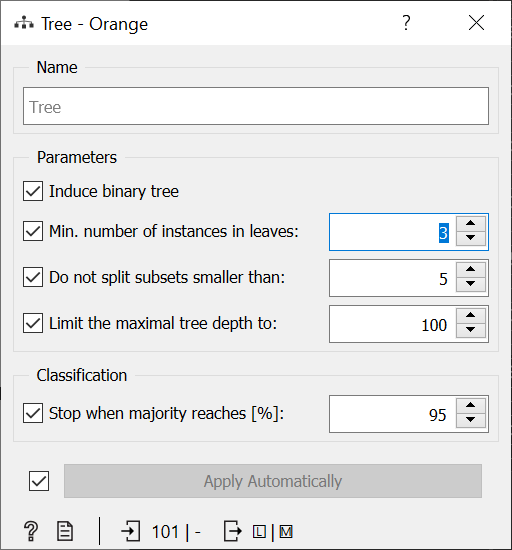 Tree - Orange ?
Name
Tree
Parameters
Induce binary tree
Min. number of instances in leaves: 3
Do not split subsets smaller than: 5
Limit the maximal tree depth to: 100
Classification
Stop when majority reaches [%]: 95
Apply Automatically
? 101 | - L | M